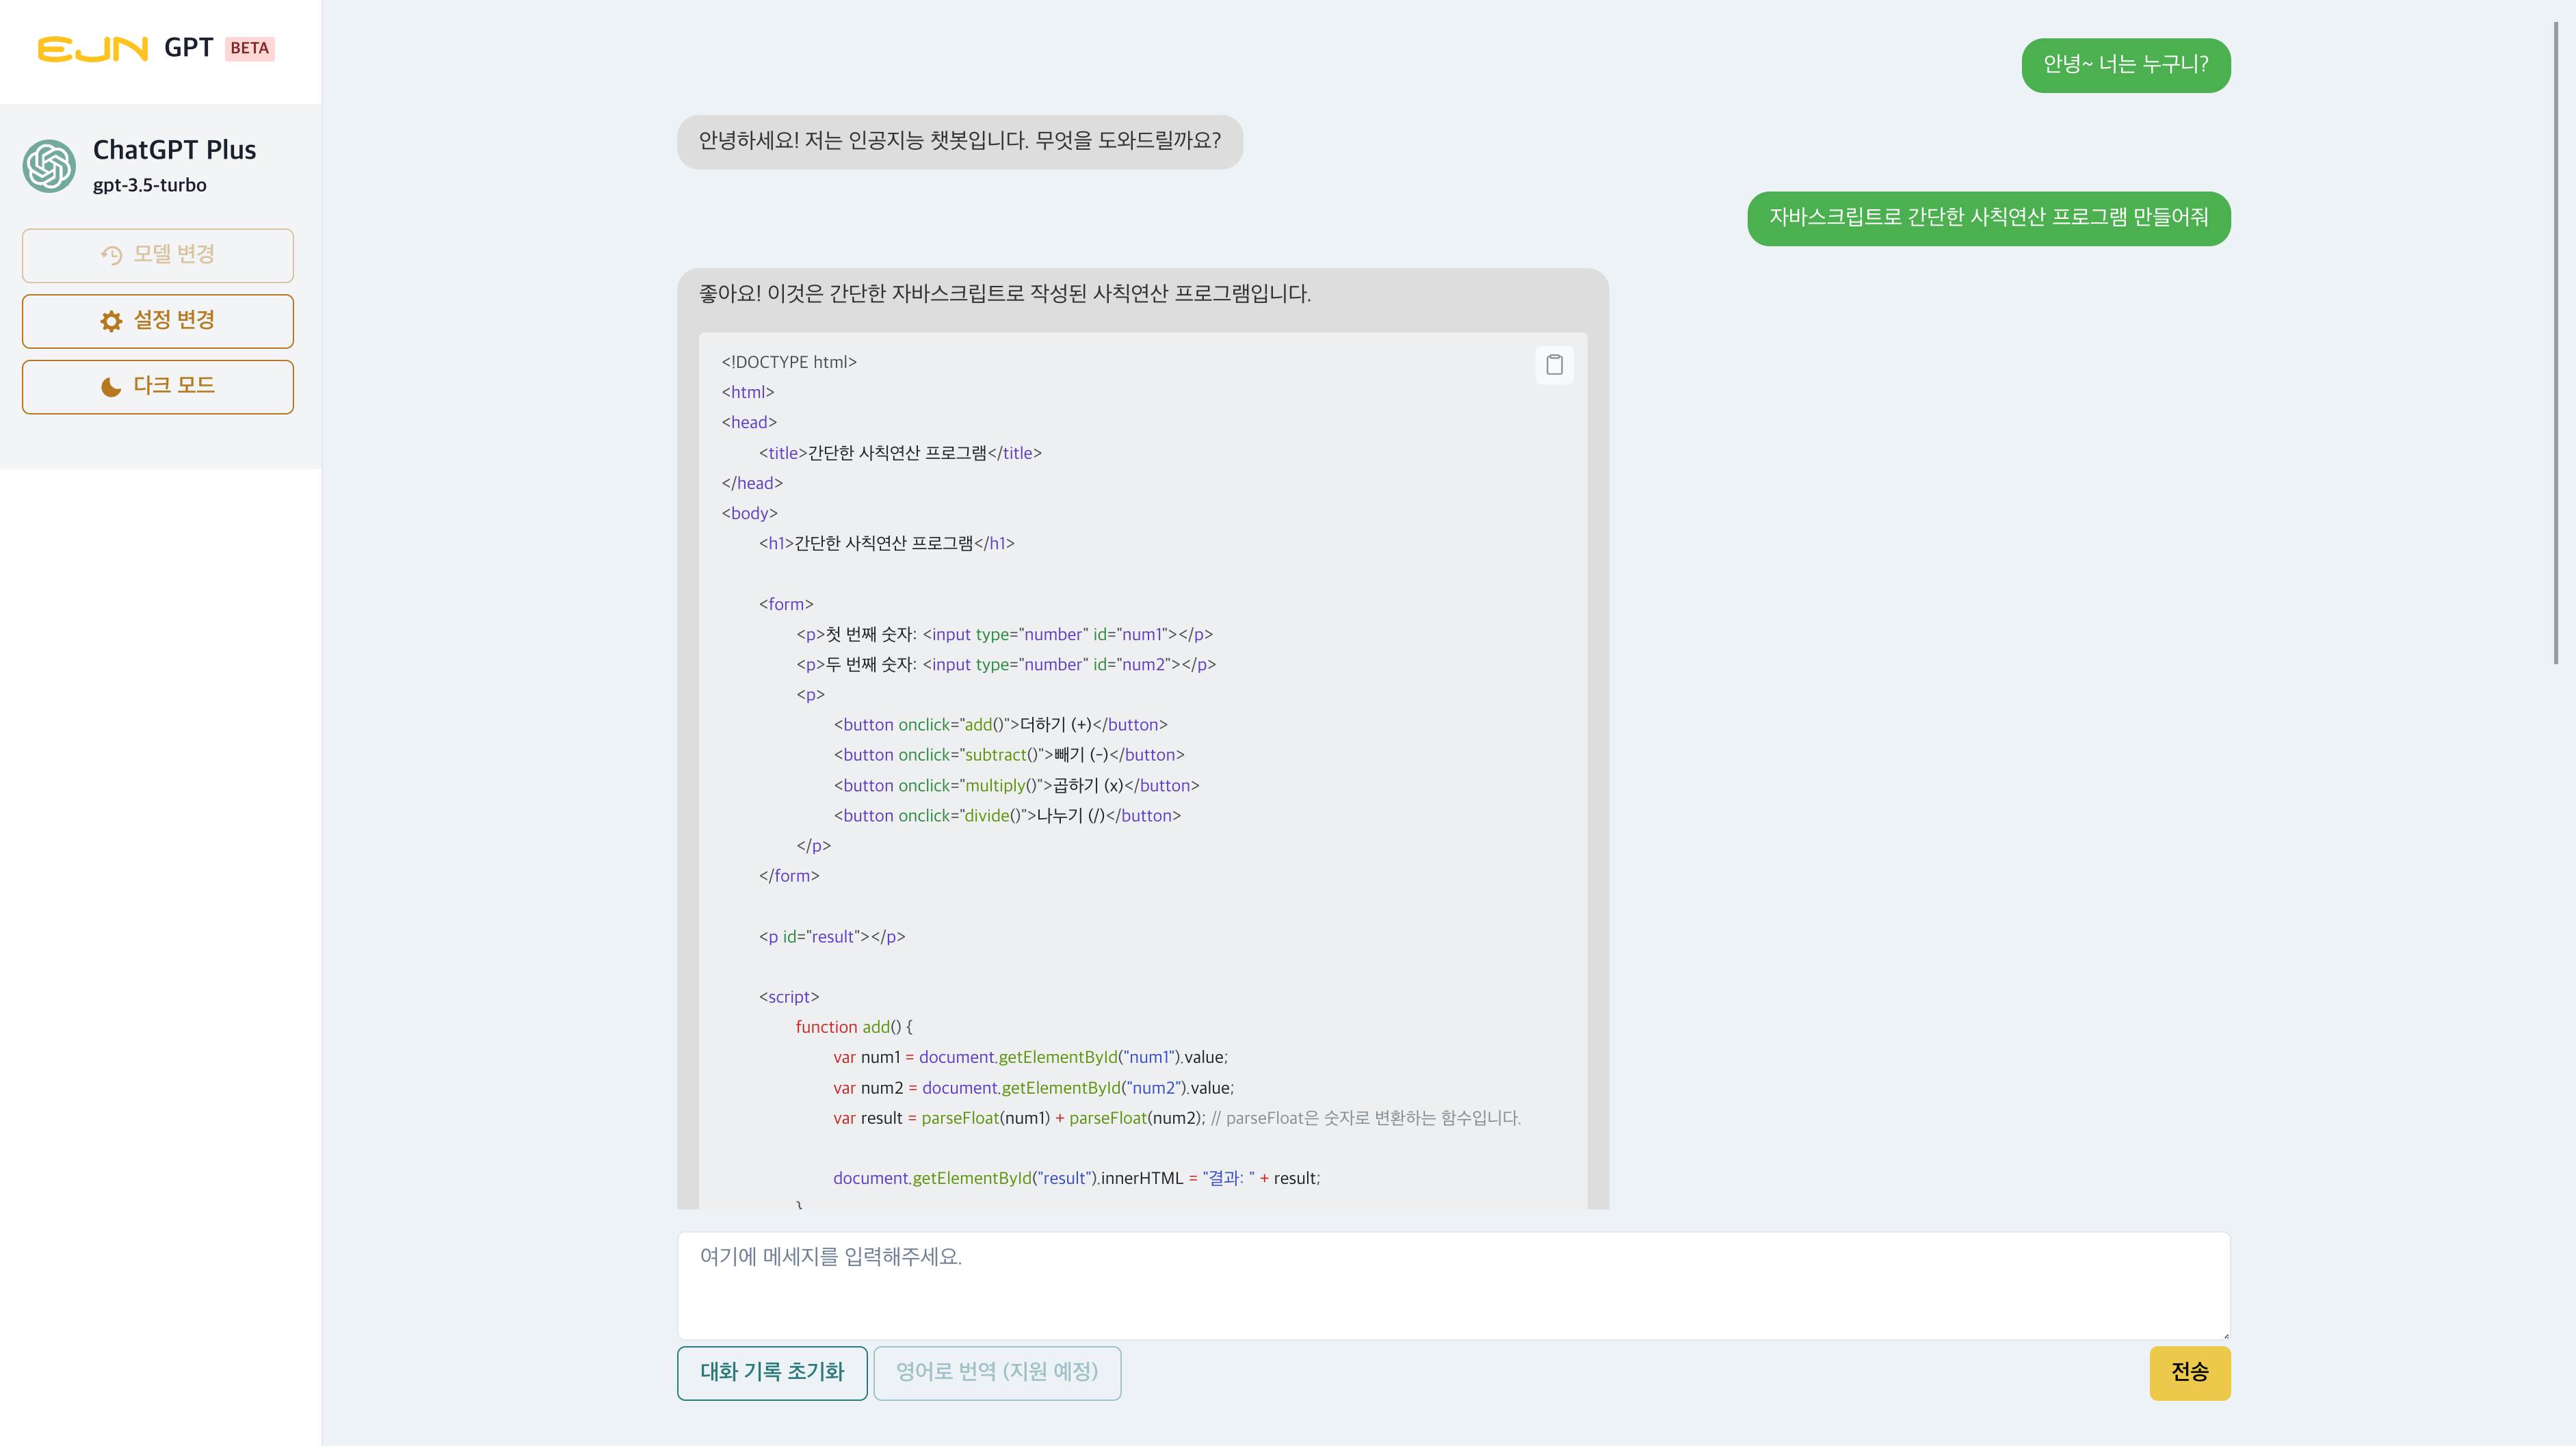 EJN GPT BETA
ChatGPT Plus
gpt-3.5-turbo
모델 변경
설정 변경
다크 모드
안녕~ 너는 누구니?
안녕하세요! 저는 인공지능 챗봇입니다. 무엇을 도와드릴까요?
자바스크립트로 간단한 사칙연산 프로그램 만들어줘
좋아요! 이것은 간단한 자바스크립트로 작성된 사칙연산 프로그램입니다.
<!DOCTYPE html>
<html>
<head>
<title>간단한 사칙연산 프로그램</title>
</head>
<body>
<h1>간단한 사칙연산 프로그램</h1>
<form>
<p>첫 번째 숫자: <input type="number" id="num1"></p>
<p>두 번째 숫자: <input type="number" id="num2"></p>
<p>
<button onclick="add()">더하기 (+)</button>
<button onclick="subtract()">빼기 (-)</button>
<button onclick="multiply()">곱하기 (x)</button>
<button onclick="divide()">나누기 (/)</button>
</p>
</form>
<p id="result"></p>
<script>
function add() {
var num1 = document.getElementById("num1").value;
var num2 = document.getElementById("num2").value;
var result = parseFloat(num1) + parseFloat(num2); // parseFloat은 숫자로 변환하는 함수입니다.
document.getElementById("result").innerHTML = "결과: " + result;
}
여기에 메세지를 입력해주세요.
대화 기록 초기화
영어로 번역 (지원 예정)
전송